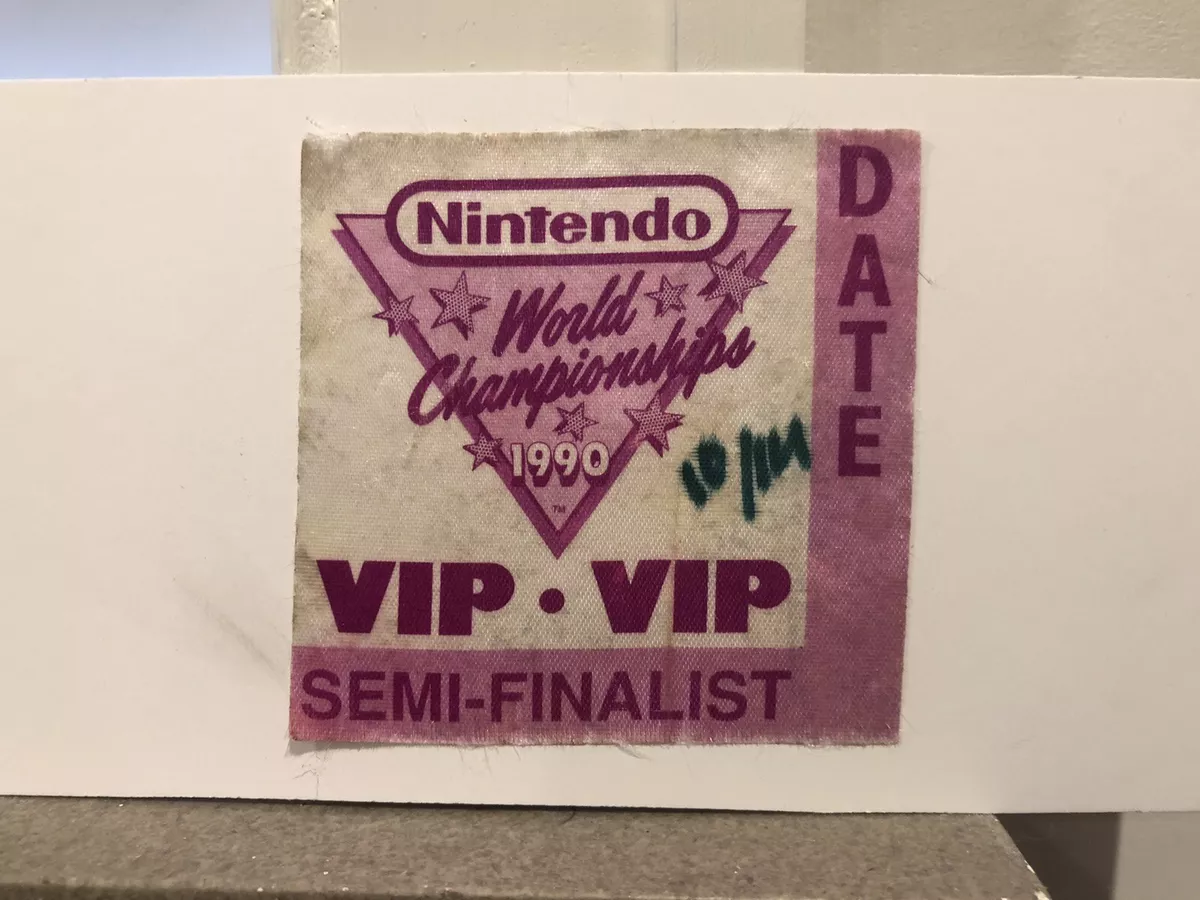 Nintendo
World
Championships
1990
TM
VIP • VIP
SEMI-FINALIST
DATE